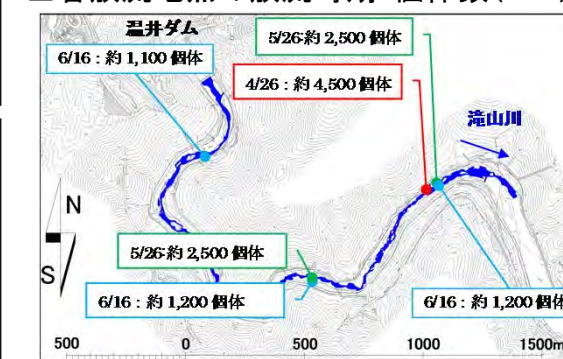 温井ダム
5/26:約 2,500 個体
6/16：約 1,100 個体
4/26：約 4,500 個体
滝山川
N
S
5/26:約 2,500 個体
6/16：約 1,200 個体
6/16：約 1,200 個体
500 0 500 1000 1500m